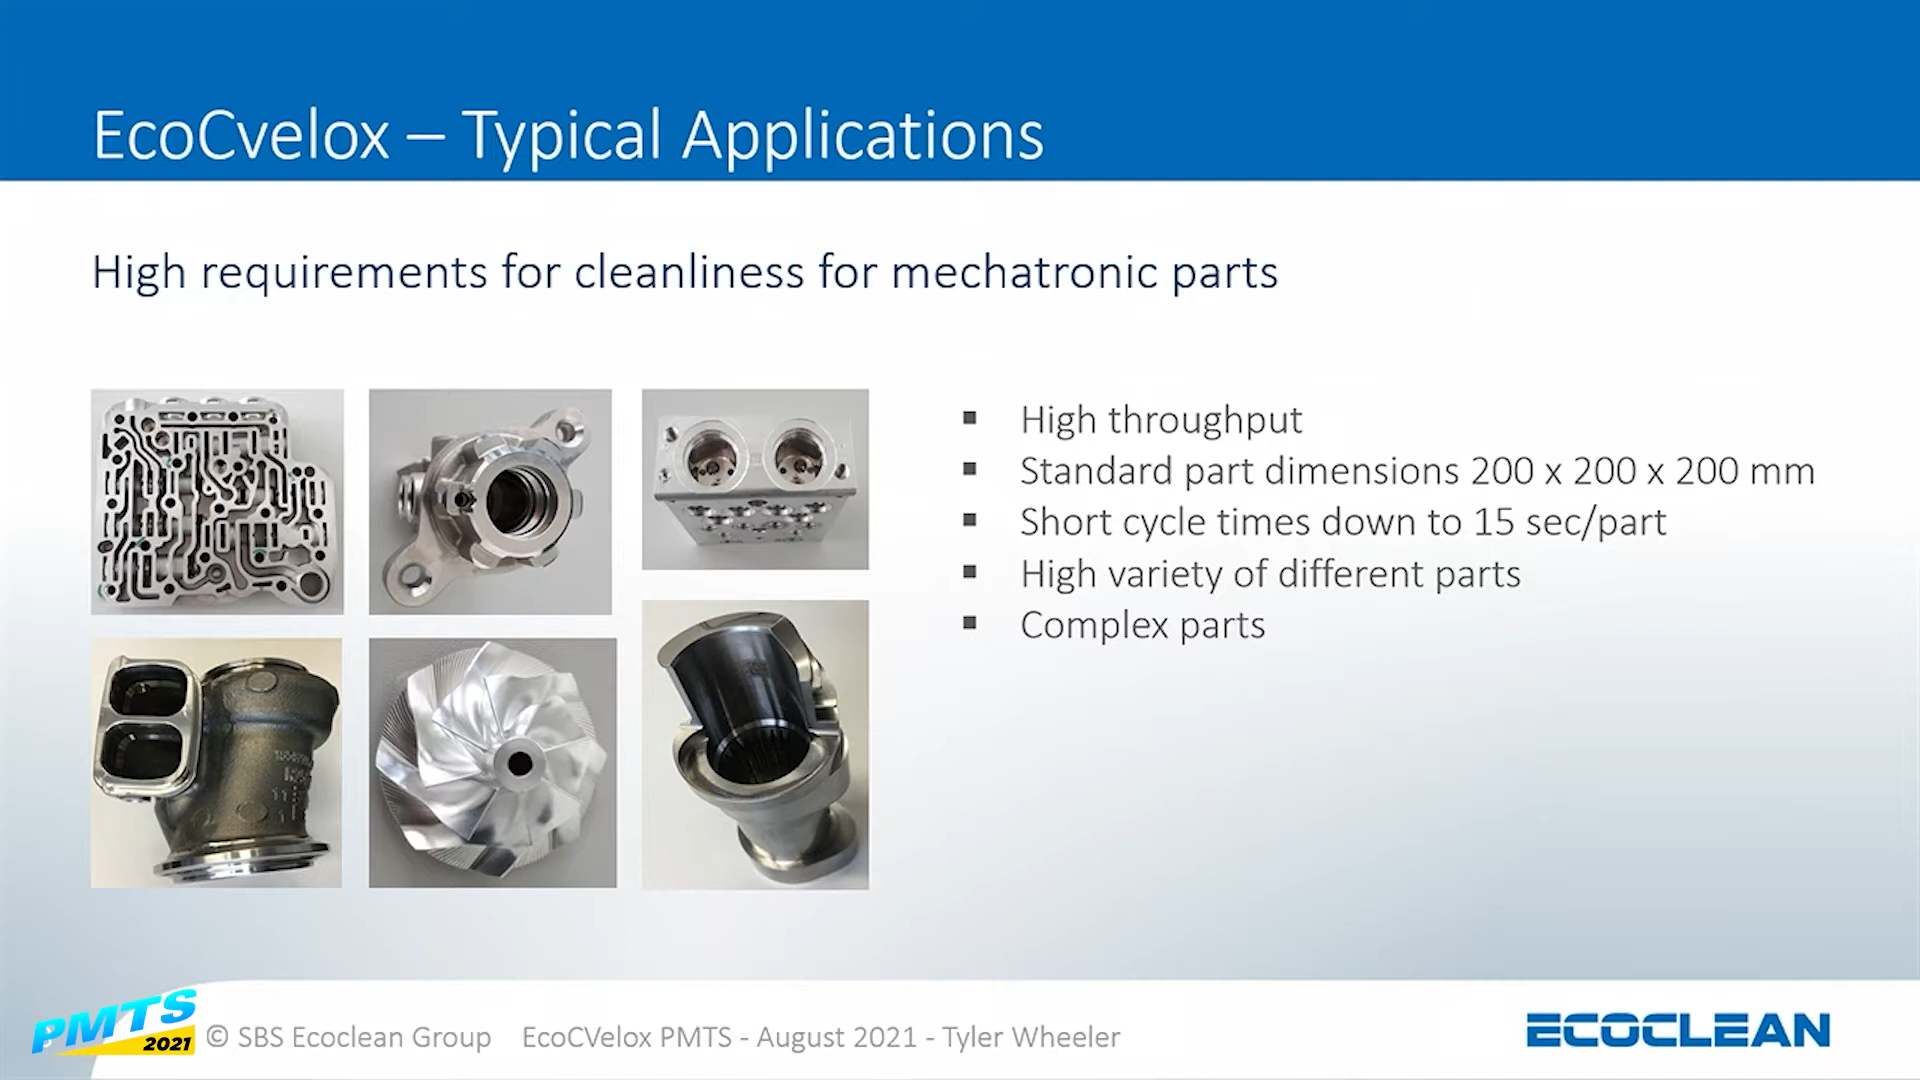 EcoCvelox – Typical Applications
High requirements for cleanliness for mechatronic parts
▪ High throughput
▪ Standard part dimensions 200 x 200 x 200 mm
▪ Short cycle times down to 15 sec/part
▪ High variety of different parts
▪ Complex parts
PMTS
2021
© SBS Ecoclean Group EcoCVelox PMTS - August 2021 - Tyler Wheeler
ECOCLEAN